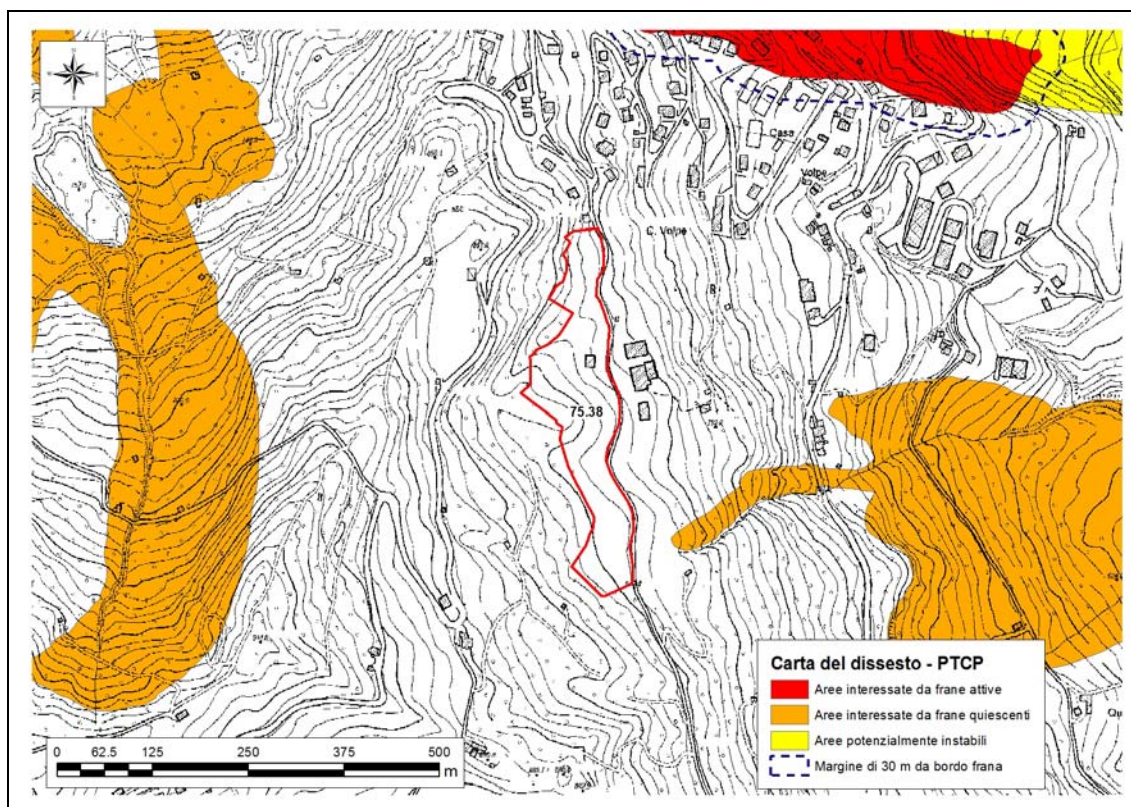 Casa
Volpe
C. Volpe
75.38
Carta del dissesto - PTCP
Aree interessate da frane attive
Aree interessate da frane quiescenti
Aree potenzialmente instabili
Margine di 30 m da bordo frana
Qu
0 62.5 125 250 375 500
m